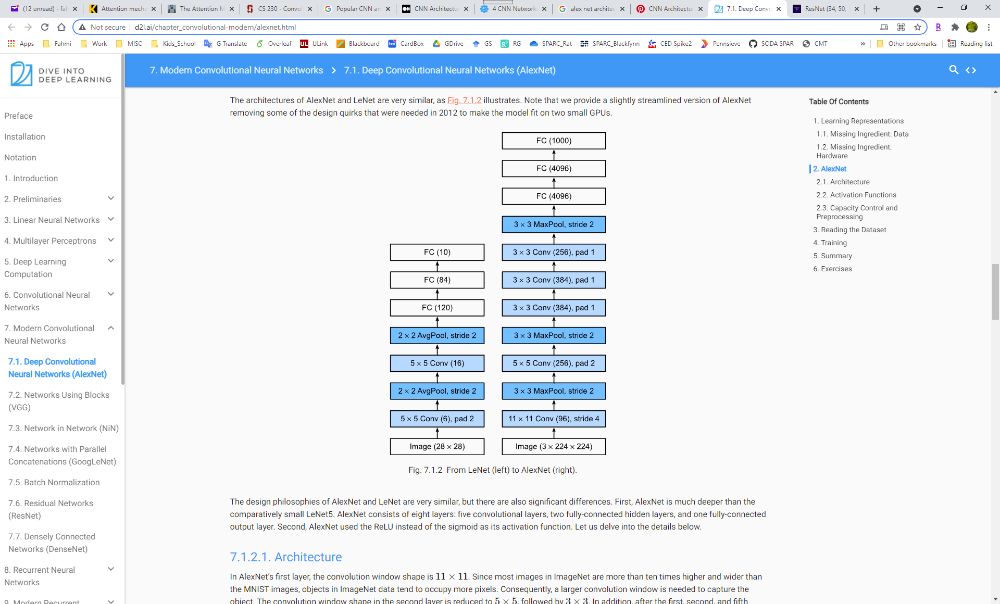 (12 unread) - fah
Attention mecha
The Attention M
CS 230 - Convol
Popular CNN arc
CNN Architectur
4 CNN Network
alex net architec
CNN Architectur
7.1. Deep Convo
ResNet (34, 50, 1
Not secure | d2l.ai/chapter_convolutional-modern/alexnet.html
Apps Fahmi Work MISC Kids_School G Translate Overleaf ULink Blackboard CardBox GDrive GS RG SPARC_Rat SPARC_Blackfynn CED Spike2 Pennsieve SODA SPAR CMT » Other bookmarks Reading list
DIVE INTO
DEEP LEARNING
7. Modern Convolutional Neural Networks > 7.1. Deep Convolutional Neural Networks (AlexNet)
Preface
Installation
Notation
1. Introduction
2. Preliminaries
3. Linear Neural Networks
4. Multilayer Perceptrons
5. Deep Learning
Computation
6. Convolutional Neural
Networks
7. Modern Convolutional
Neural Networks
7.1. Deep Convolutional
Neural Networks (AlexNet)
7.2. Networks Using Blocks
(VGG)
7.3. Network in Network (NiN)
7.4. Networks with Parallel
Concatenations (GoogLeNet)
7.5. Batch Normalization
7.6. Residual Networks
(ResNet)
7.7. Densely Connected
Networks (DenseNet)
8. Recurrent Neural
Networks
9. Modern Recurrent
The architectures of AlexNet and LeNet are very similar, as Fig. 7.1.2 illustrates. Note that we provide a slightly streamlined version of AlexNet
removing some of the design quirks that were needed in 2012 to make the model fit on two small GPUs.
FC (10)
FC (84)
FC (120)
2 × 2 AvgPool, stride 2
5 × 5 Conv (16)
2 × 2 AvgPool, stride 2
5 × 5 Conv (6), pad 2
Image (28 × 28)
FC (1000)
FC (4096)
FC (4096)
3 × 3 MaxPool, stride 2
3 × 3 Conv (256), pad 1
3 × 3 Conv (384), pad 1
3 × 3 Conv (384), pad 1
3 × 3 MaxPool, stride 2
5 × 5 Conv (256), pad 2
3 × 3 MaxPool, stride 2
11 × 11 Conv (96), stride 4
Image (3 × 224 × 224)
Fig. 7.1.2 From LeNet (left) to AlexNet (right).
The design philosophies of AlexNet and LeNet are very similar, but there are also significant differences. First, AlexNet is much deeper than the
comparatively small LeNet5. AlexNet consists of eight layers: five convolutional layers, two fully-connected hidden layers, and one fully-connected
output layer. Second, AlexNet used the ReLU instead of the sigmoid as its activation function. Let us delve into the details below.
7.1.2.1. Architecture
In AlexNet's first layer, the convolution window shape is 11 × 11. Since most images in ImageNet are more than ten times higher and wider than
the MNIST images, objects in ImageNet data tend to occupy more pixels. Consequently, a larger convolution window is needed to capture the
object. The convolution window shape in the second layer is reduced to 5 × 5, followed by 3 × 3. In addition, after the first, second, and fifth
Table Of Contents
1. Learning Representations
1.1. Missing Ingredient: Data
1.2. Missing Ingredient:
Hardware
2. AlexNet
2.1. Architecture
2.2. Activation Functions
2.3. Capacity Control and
Preprocessing
3. Reading the Dataset
4. Training
5. Summary
6. Exercises